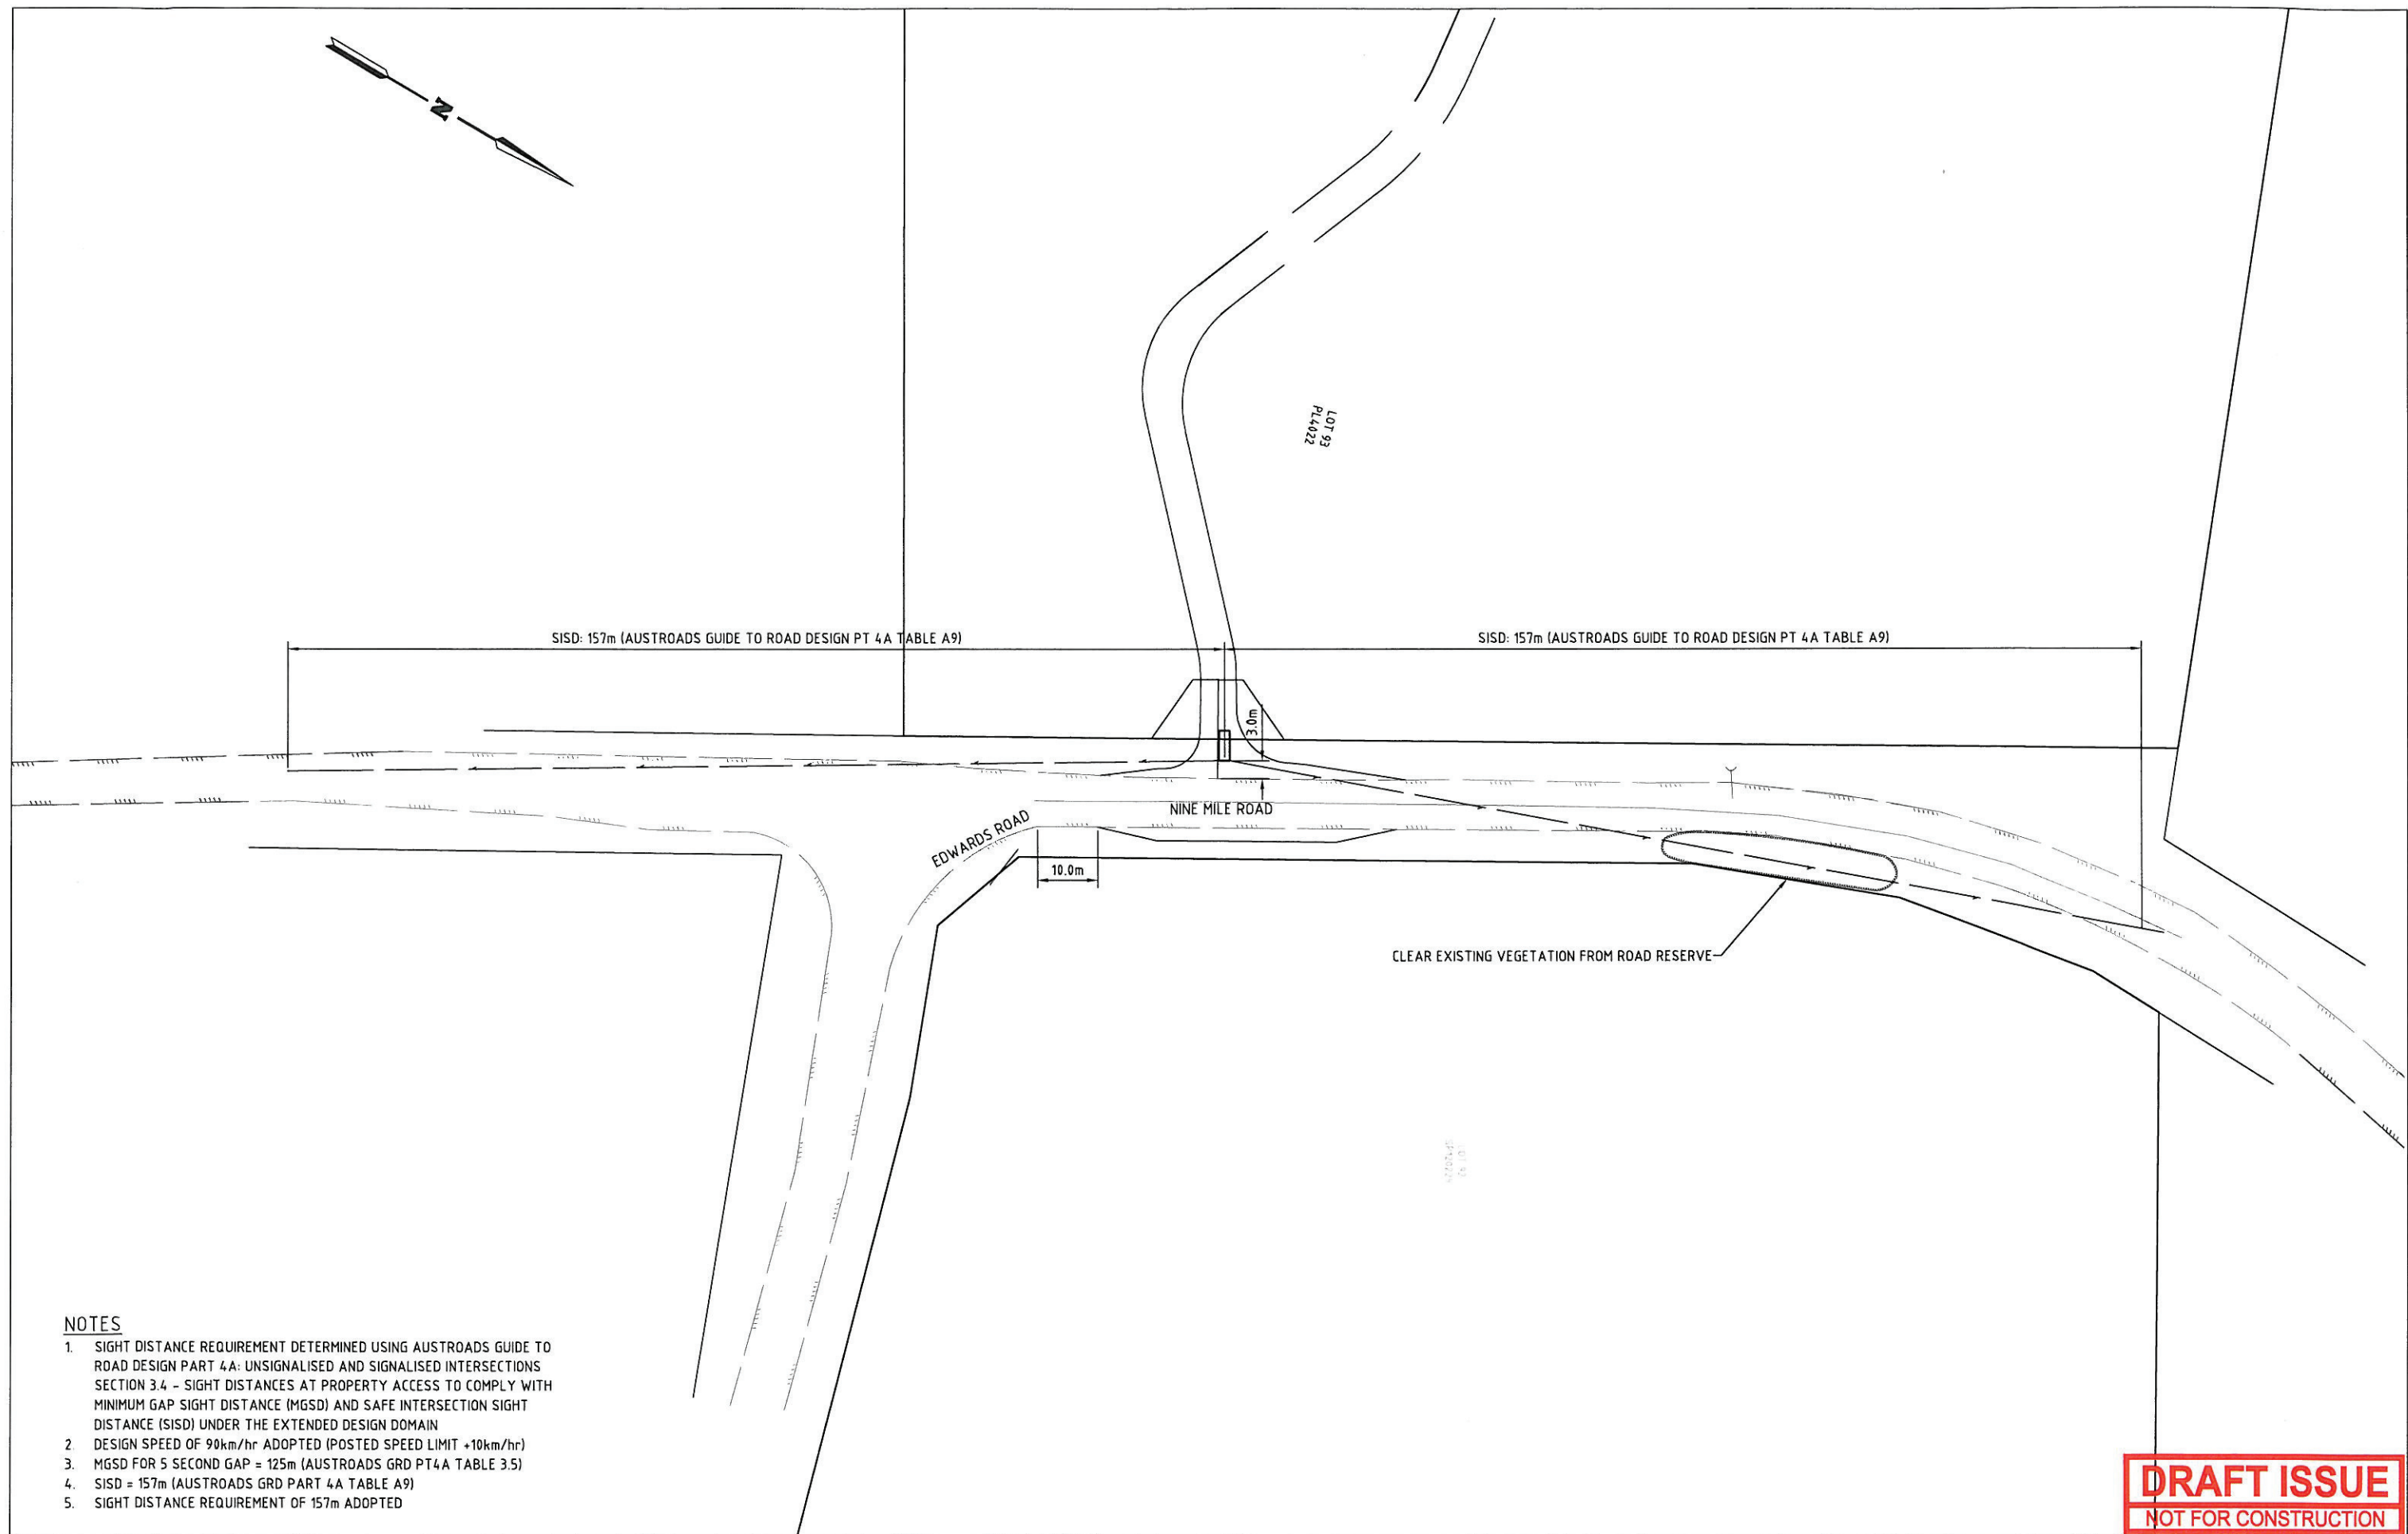 N
LOT 93
PL4022
SISD: 157m (AUSTROADS GUIDE TO ROAD DESIGN PT 4A TABLE A9)
SISD: 157m (AUSTROADS GUIDE TO ROAD DESIGN PT 4A TABLE A9)
3.0m
NINE MILE ROAD
EDWARDS ROAD
10.0m
CLEAR EXISTING VEGETATION FROM ROAD RESERVE
NOTES
1. SIGHT DISTANCE REQUIREMENT DETERMINED USING AUSTROADS GUIDE TO
ROAD DESIGN PART 4A: UNSIGNALISED AND SIGNALISED INTERSECTIONS
SECTION 3.4 - SIGHT DISTANCES AT PROPERTY ACCESS TO COMPLY WITH
MINIMUM GAP SIGHT DISTANCE (MGSD) AND SAFE INTERSECTION SIGHT
DISTANCE (SISD) UNDER THE EXTENDED DESIGN DOMAIN
2. DESIGN SPEED OF 90km/hr ADOPTED (POSTED SPEED LIMIT +10km/hr)
3. MGSD FOR 5 SECOND GAP = 125m (AUSTROADS GRD PT4A TABLE 3.5)
4. SISD = 157m (AUSTROADS GRD PART 4A TABLE A9)
5. SIGHT DISTANCE REQUIREMENT OF 157m ADOPTED
DRAFT ISSUE
NOT FOR CONSTRUCTION